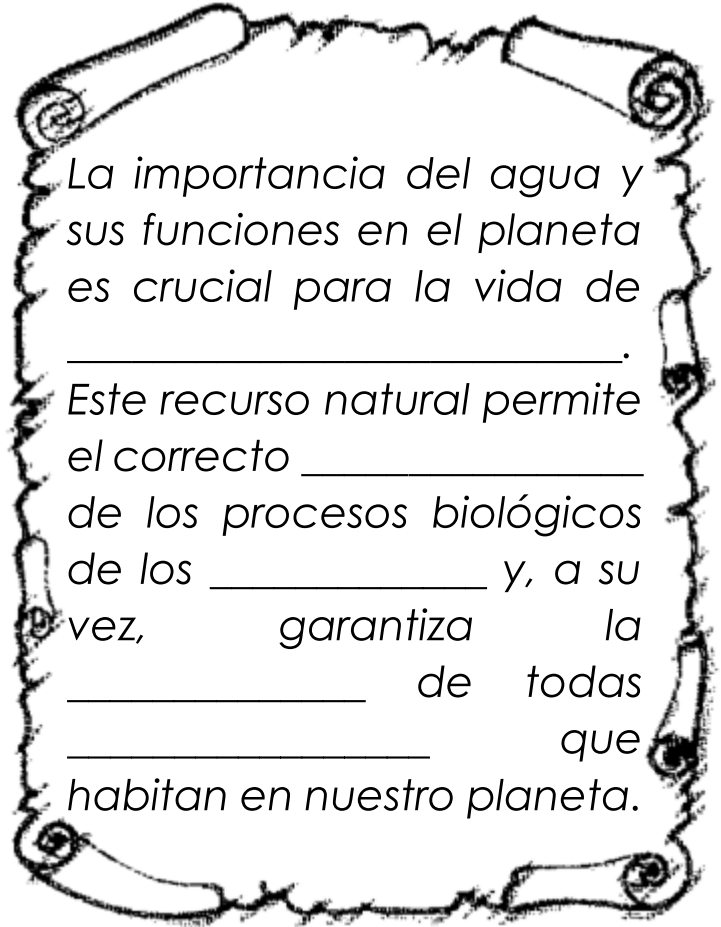 La importancia del agua y
sus funciones en el planeta
es crucial para la vida de
__________________________.
Este recurso natural permite
el correcto ________________
de los procesos biológicos
de los _____________ y, a su
vez, garantiza la
______________ de todas
_________________ que
habitan en nuestro planeta.